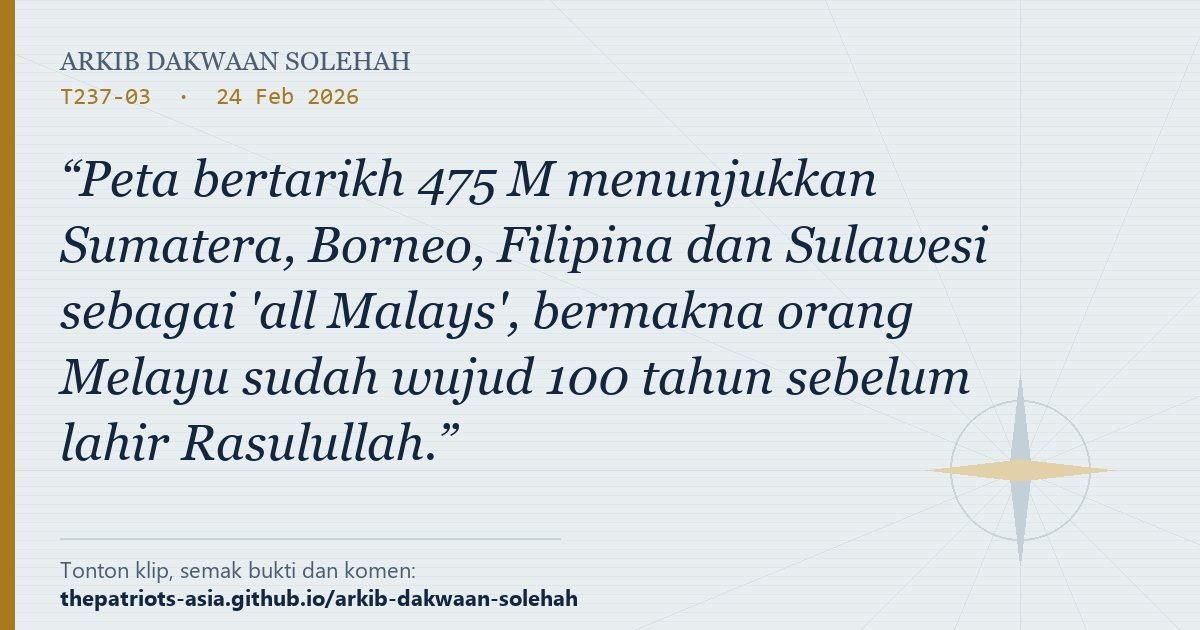 ARKIB DAKWAAN SOLEHAH
T237-03 · 24 Feb 2026
“Peta bertarikh 475 M menunjukkan
Sumatera, Borneo, Filipina dan Sulawesi
sebagai 'all Malays', bermakna orang
Melayu sudah wujud 100 tahun sebelum
lahir Rasulullah.”
Tonton klip, semak bukti dan komen:
thepatriots-asia.github.io/arkib-dakwaan-solehah